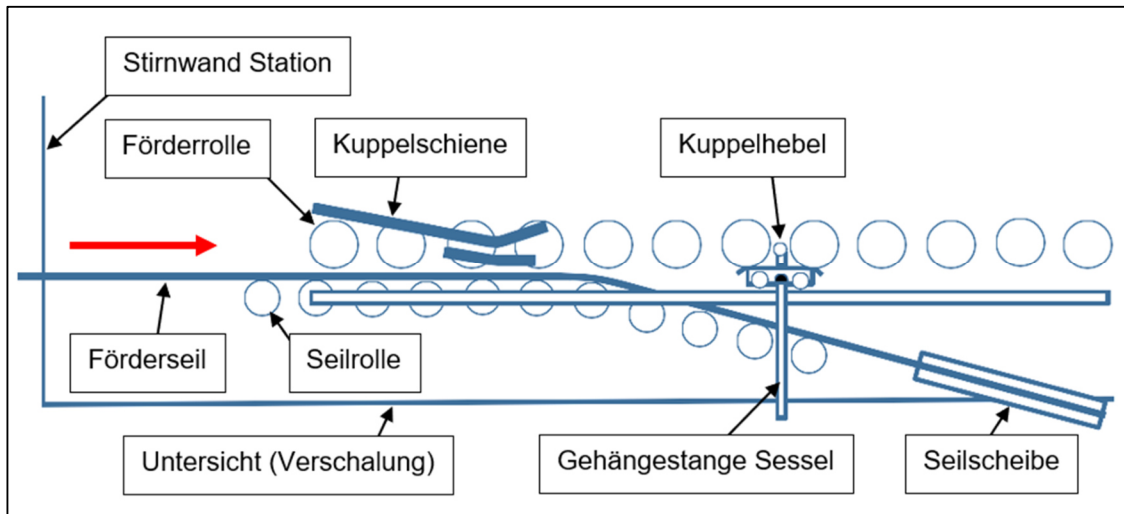 Stirnwand Station
Förderrolle
Kuppelschiene
Kuppelhebel
Förderseil
Seilrolle
Untersicht (Verschalung)
Gehängestange Sessel
Seilscheibe